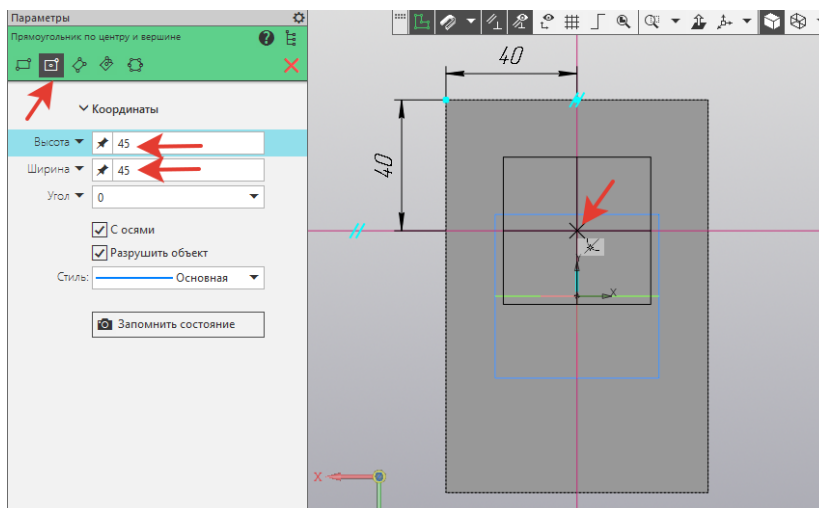 Параметры
Прямоугольник по центру и вершине
Координаты
Высота 45
Ширина 45
Угол 0
С осями
Разрушить объект
Стиль: Основная
Запомнить состояние
40
40
Y
X
X